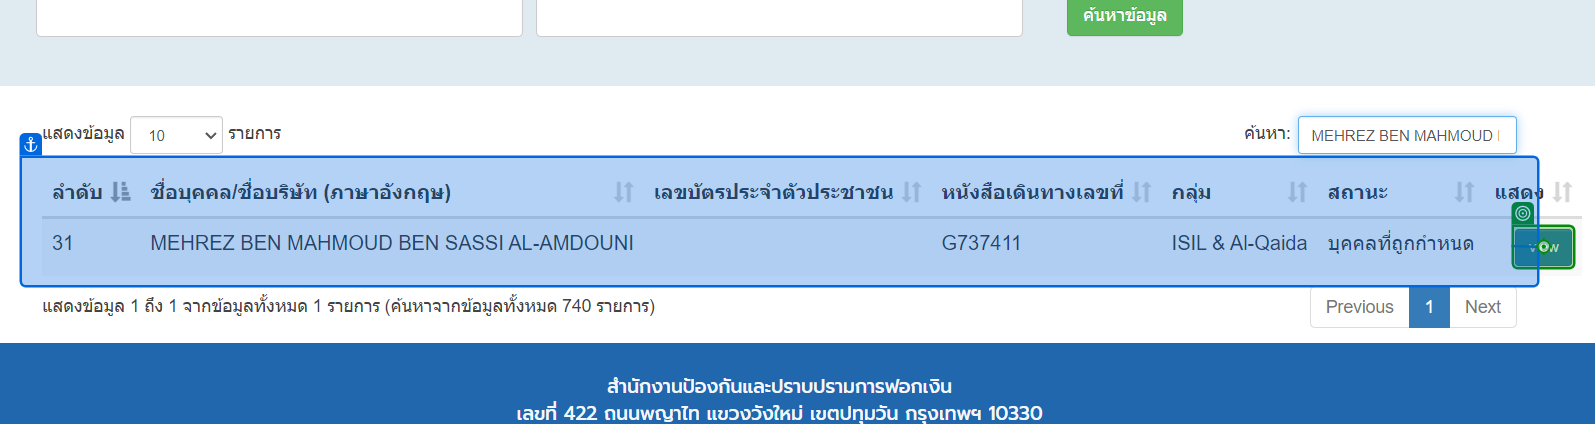 ค้นหาข้อมูล
แสดงข้อมูล 10 รายการ
ค้นหา: MEHREZ BEN MAHMOUD
ลำดับ ชื่อบุคคล/ชื่อบริษัท (ภาษาอังกฤษ) เลขบัตรประจำตัวประชาชน หนังสือเดินทางเลขที่ กลุ่ม สถานะ แสดง
31 MEHREZ BEN MAHMOUD BEN SASSI AL-AMDOUNI G737411 ISIL & Al-Qaida บุคคลที่ถูกกำหนด
แสดงข้อมูล 1 ถึง 1 จากข้อมูลทั้งหมด 1 รายการ (ค้นหาจากข้อมูลทั้งหมด 740 รายการ)
Previous 1 Next
สำนักงานป้องกันและปราบปรามการฟอกเงิน
เลขที่ 422 ถนนพญาไท แขวงวังใหม่ เขตปทุมวัน กรุงเทพฯ 10330